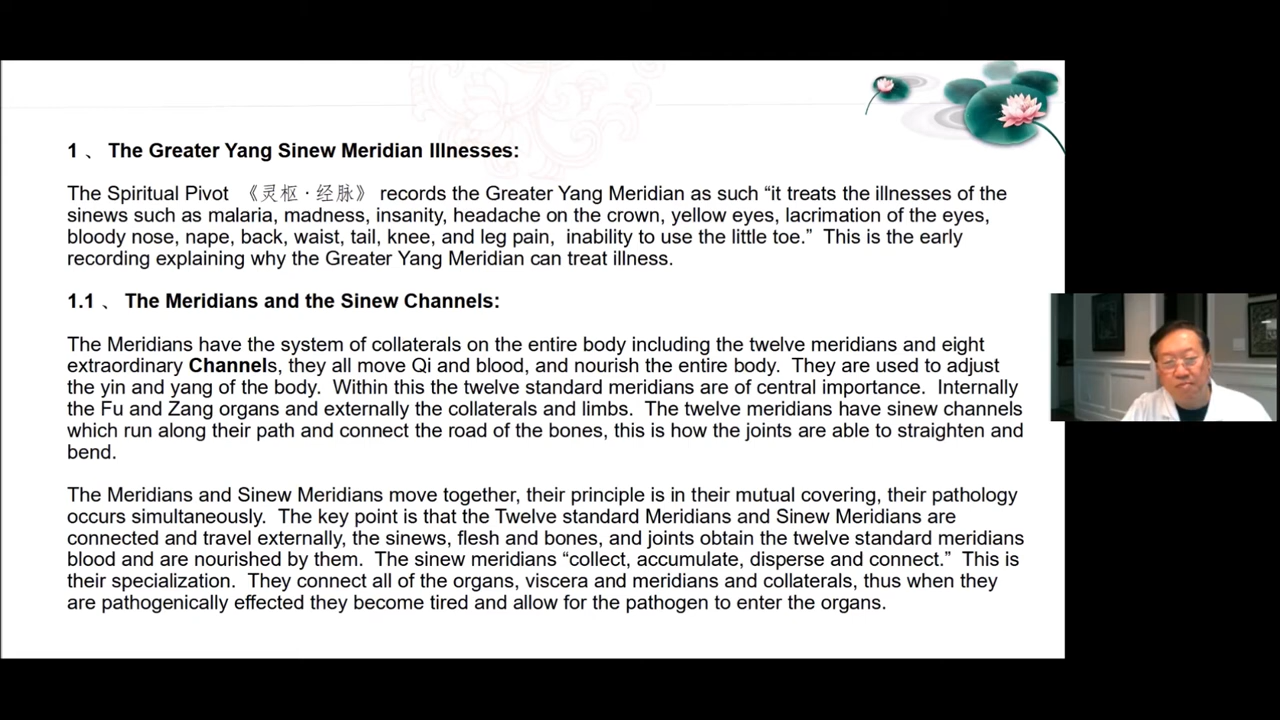 1 、 The Greater Yang Sinew Meridian Illnesses:
The Spiritual Pivot 《灵枢 · 经脉》 records the Greater Yang Meridian as such “it treats the illnesses of the
sinews such as malaria, madness, insanity, headache on the crown, yellow eyes, lacrimation of the eyes,
bloody nose, nape, back, waist, tail, knee, and leg pain, inability to use the little toe.” This is the early
recording explaining why the Greater Yang Meridian can treat illness.
1.1 、 The Meridians and the Sinew Channels:
The Meridians have the system of collaterals on the entire body including the twelve meridians and eight
extraordinary Channels, they all move Qi and blood, and nourish the entire body. They are used to adjust
the yin and yang of the body. Within this the twelve standard meridians are of central importance. Internally
the Fu and Zang organs and externally the collaterals and limbs. The twelve meridians have sinew channels
which run along their path and connect the road of the bones, this is how the joints are able to straighten and
bend.
The Meridians and Sinew Meridians move together, their principle is in their mutual covering, their pathology
occurs simultaneously. The key point is that the Twelve standard Meridians and Sinew Meridians are
connected and travel externally, the sinews, flesh and bones, and joints obtain the twelve standard meridians
blood and are nourished by them. The sinew meridians “collect, accumulate, disperse and connect.” This is
their specialization. They connect all of the organs, viscera and meridians and collaterals, thus when they
are pathogenically effected they become tired and allow for the pathogen to enter the organs.